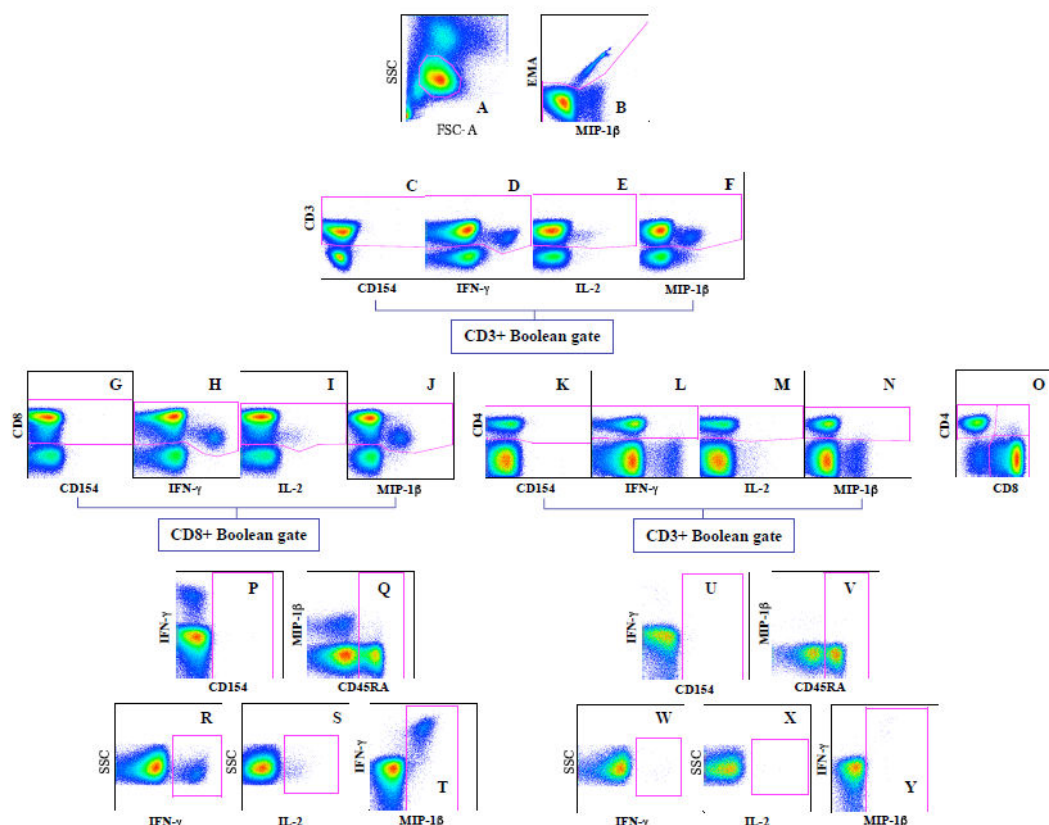 SSC
A
FSC-A
EMA
B
MIP-1β
CD3
C
D
E
F
CD154
IFN-γ
IL-2
MIP-1β
CD3+ Boolean gate
CD8
G
H
I
J
CD154
IFN-γ
IL-2
MIP-1β
CD4
K
L
M
N
CD154
IFN-γ
IL-2
MIP-1β
CD4
O
CD8
CD8+ Boolean gate
CD3+ Boolean gate
IFN-γ
P
CD154
MIP-1β
Q
CD45RA
IFN-γ
U
CD154
MIP-1β
V
CD45RA
SSC
R
IFN-γ
SSC
S
IL-2
IFN-γ
T
MIP-1β
SSC
W
IFN-γ
SSC
X
IL-2
IFN-γ
Y
MIP-1β